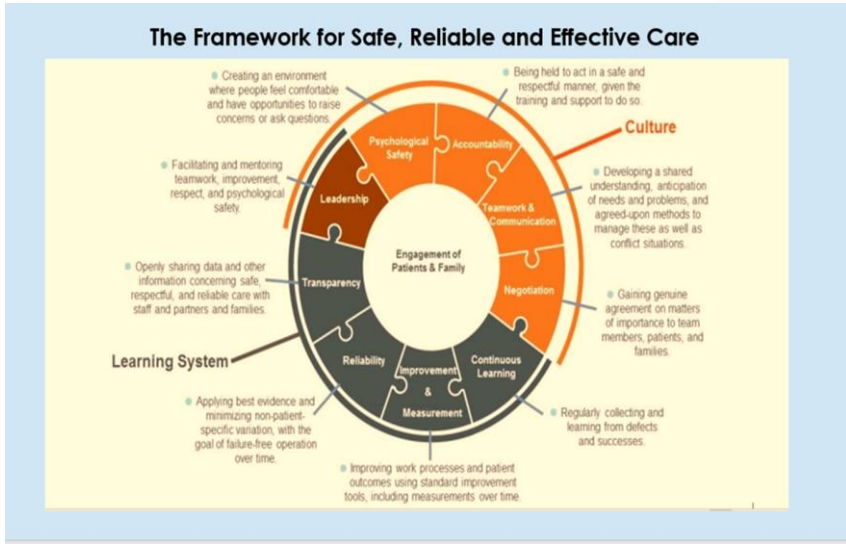 The Framework for Safe, Reliable and Effective Care
Creating an environment
where people feel comfortable
and have opportunities to raise
concerns or ask questions.
Being held to act in a safe and
respectful manner, given the
training and support to do so.
Culture
Psychological
Safety
Accountability
Facilitating and mentoring
teamwork, improvement,
respect, and psychological
safety.
Leadership
Teamwork &
Communication
Developing a shared
understanding, anticipation
of needs and problems, and
agreed-upon methods to
manage these as well as
conflict situations.
Engagement of
Patients & Family
Openly sharing data and other
information concerning safe,
respectful, and reliable care with
staff and partners and families.
Transparency
Negotiation
Gaining genuine
agreement on matters
of importance to team
members, patients, and
families.
Learning System
Reliability
Improvement
&
Measurement
Continuous
Learning
Applying best evidence and
minimizing non-patient-
specific variation, with the
goal of failure-free operation
over time.
Regularly collecting and
learning from defects
and successes.
Improving work processes and patient
outcomes using standard improvement
tools, including measurements over time.